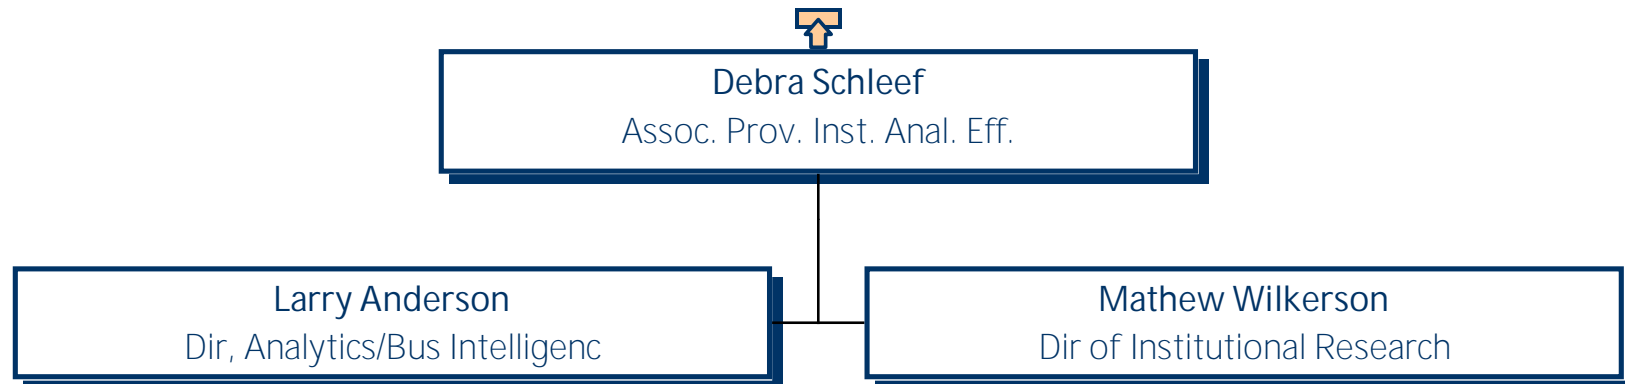 Debra Schleef
Assoc. Prov. Inst. Anal. Eff.
Larry Anderson
Dir, Analytics/Bus Intelligenc
Mathew Wilkerson
Dir of Institutional Research